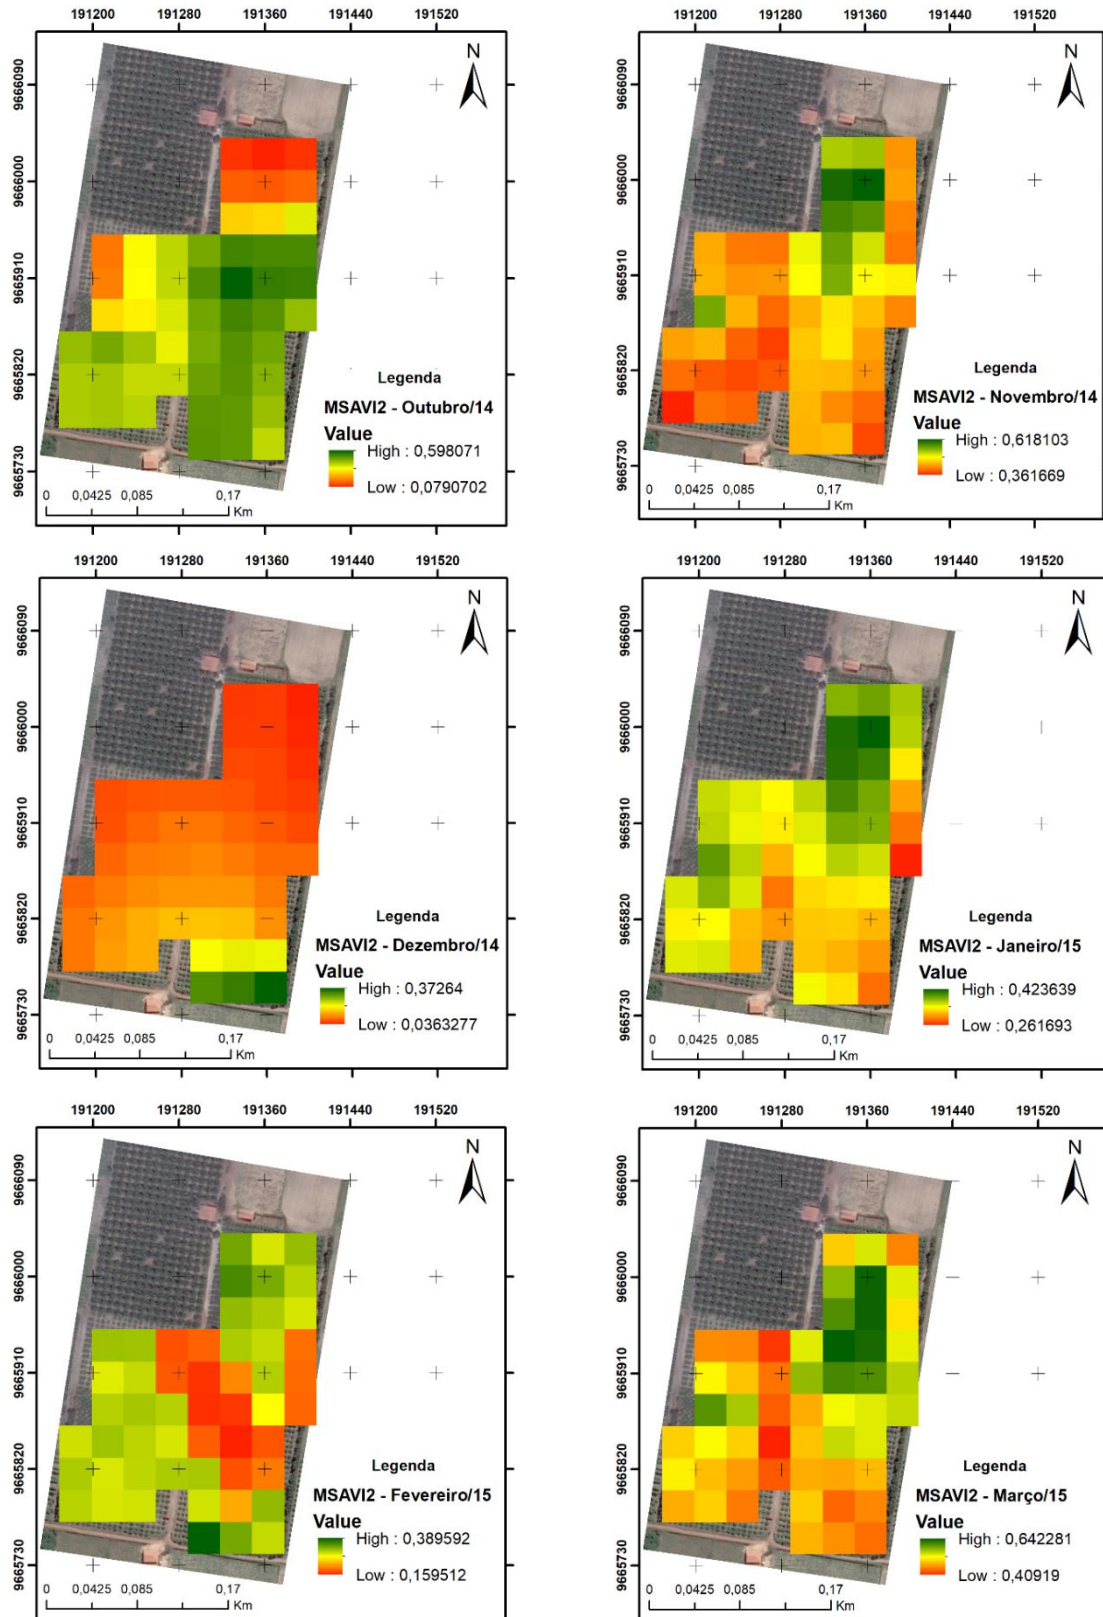 191200 191280 191360 191440 191520
N
9666090
9666000
9665910
9665820
9665730
Legenda
MSAVI2 - Outubro/14
Value
High : 0,598071
Low : 0,0790702
0 0,0425 0,085 0,17
Km
191200 191280 191360 191440 191520
N
9666090
9666000
9665910
9665820
9665730
Legenda
MSAVI2 - Novembro/14
Value
High : 0,618103
Low : 0,361669
0 0,0425 0,085 0,17
Km
191200 191280 191360 191440 191520
N
9666090
9666000
9665910
9665820
9665730
Legenda
MSAVI2 - Dezembro/14
Value
High : 0,37264
Low : 0,0363277
0 0,0425 0,085 0,17
Km
191200 191280 191360 191440 191520
N
9666090
9666000
9665910
9665820
9665730
Legenda
MSAVI2 - Janeiro/15
Value
High : 0,423639
Low : 0,261693
0 0,0425 0,085 0,17
Km
191200 191280 191360 191440 191520
N
9666090
9666000
9665910
9665820
9665730
Legenda
MSAVI2 - Fevereiro/15
Value
High : 0,389592
Low : 0,159512
0 0,0425 0,085 0,17
Km
191200 191280 191360 191440 191520
N
9666090
9666000
9665910
9665820
9665730
Legenda
MSAVI2 - Março/15
Value
High : 0,642281
Low : 0,40919
0 0,0425 0,085 0,17
Km